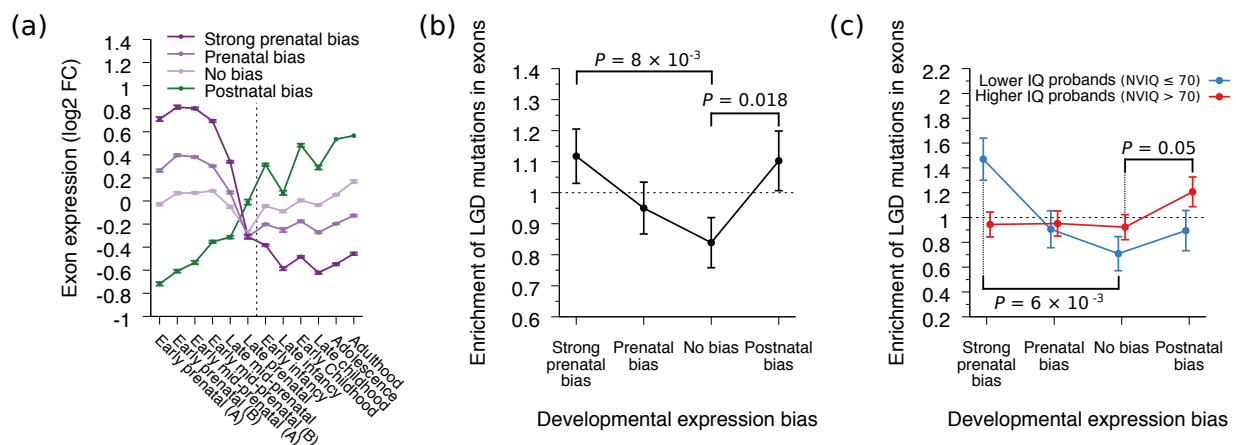 (a)
Exon expression (log2 FC)
1.4
1.2
1
0.8
0.6
0.4
0.2
0
-0.2
-0.4
-0.6
-0.8
-1
Strong prenatal bias
Prenatal bias
No bias
Postnatal bias
Early prenatal (A)
Early prenatal (B)
Early mid-prenatal (A)
Early mid-prenatal (B)
Late mid-prenatal
Late prenatal
Early infancy
Late infancy
Early Childhood
Late childhood
Adolescence
Adulthood
(b)
Enrichment of LGD mutations in exons
1.4
1.3
1.2
1.1
1
0.9
0.8
0.7
0.6
P = 8 × 10-3
P = 0.018
Strong
prenatal
bias
Prenatal
bias
No bias
Postnatal
bias
Developmental expression bias
(c)
Enrichment of LGD mutations in exons
2.2
2
1.8
1.6
1.4
1.2
1
0.8
0.6
0.4
0.2
Lower IQ probands (NVIQ ≤ 70)
Higher IQ probands (NVIQ > 70)
P = 0.05
P = 6 × 10-3
Strong
prenatal
bias
Prenatal
bias
No bias
Postnatal
bias
Developmental expression bias